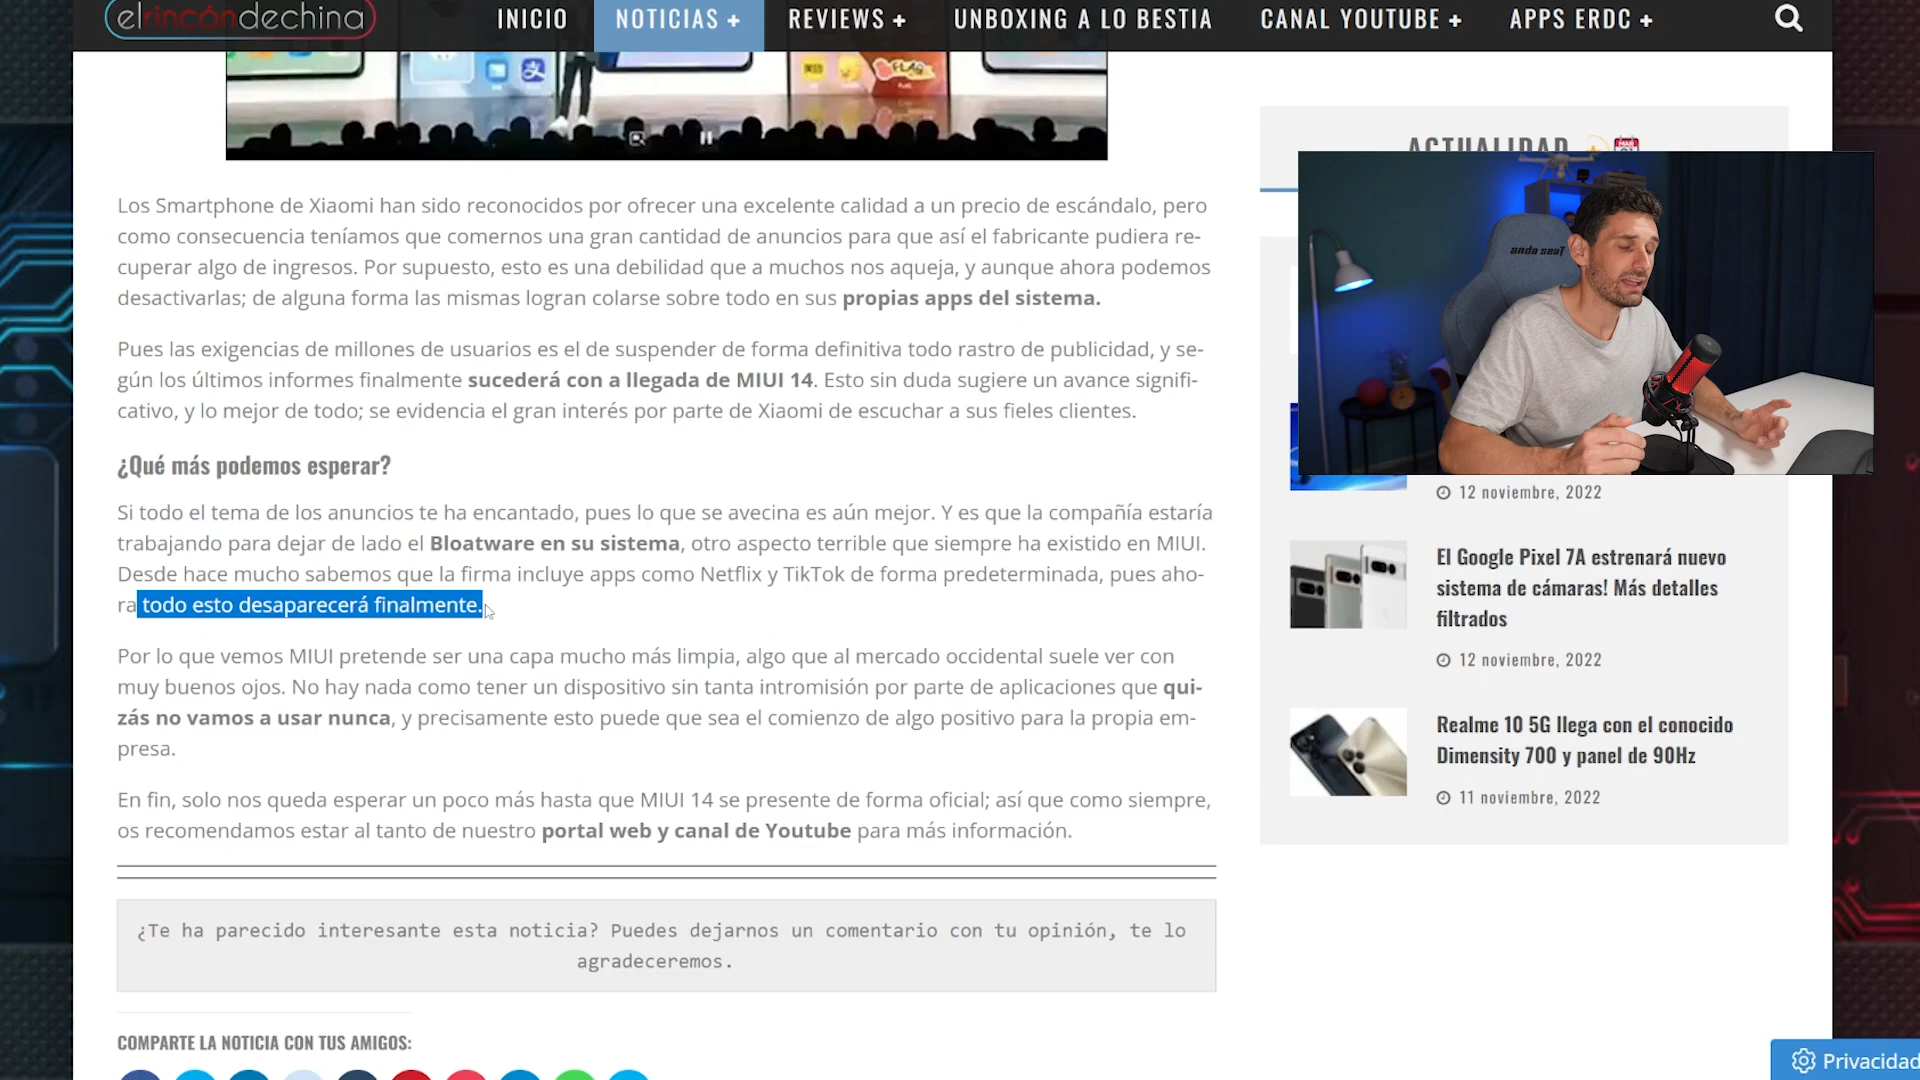 elrincóndechina
INICIO
NOTICIAS +
REVIEWS +
UNBOXING A LO BESTIA
CANAL YOUTUBE +
APPS ERDC +
ACTUALIDAD
Los Smartphone de Xiaomi han sido reconocidos por ofrecer una excelente calidad a un precio de escándalo, pero
como consecuencia teníamos que comernos una gran cantidad de anuncios para que así el fabricante pudiera re-
cuperar algo de ingresos. Por supuesto, esto es una debilidad que a muchos nos aqueja, y aunque ahora podemos
desactivarlas; de alguna forma las mismas logran colarse sobre todo en sus propias apps del sistema.
Pues las exigencias de millones de usuarios es el de suspender de forma definitiva todo rastro de publicidad, y se-
gún los últimos informes finalmente sucederá con a llegada de MIUI 14. Esto sin duda sugiere un avance signifi-
cativo, y lo mejor de todo; se evidencia el gran interés por parte de Xiaomi de escuchar a sus fieles clientes.
¿Qué más podemos esperar?
Si todo el tema de los anuncios te ha encantado, pues lo que se avecina es aún mejor. Y es que la compañía estaría
trabajando para dejar de lado el Bloatware en su sistema, otro aspecto terrible que siempre ha existido en MIUI.
Desde hace mucho sabemos que la firma incluye apps como Netflix y TikTok de forma predeterminada, pues aho-
ra todo esto desaparecerá finalmente.
Por lo que vemos MIUI pretende ser una capa mucho más limpia, algo que al mercado occidental suele ver con
muy buenos ojos. No hay nada como tener un dispositivo sin tanta intromisión por parte de aplicaciones que qui-
zás no vamos a usar nunca, y precisamente esto puede que sea el comienzo de algo positivo para la propia em-
presa.
En fin, solo nos queda esperar un poco más hasta que MIUI 14 se presente de forma oficial; así que como siempre,
os recomendamos estar al tanto de nuestro portal web y canal de Youtube para más información.
¿Te ha parecido interesante esta noticia? Puedes dejarnos un comentario con tu opinión, te lo
agradeceremos.
COMPARTE LA NOTICIA CON TUS AMIGOS:
anda seaT
12 noviembre, 2022
El Google Pixel 7A estrenará nuevo
sistema de cámaras! Más detalles
filtrados
12 noviembre, 2022
Realme 10 5G llega con el conocido
Dimensity 700 y panel de 90Hz
11 noviembre, 2022
Privacidad